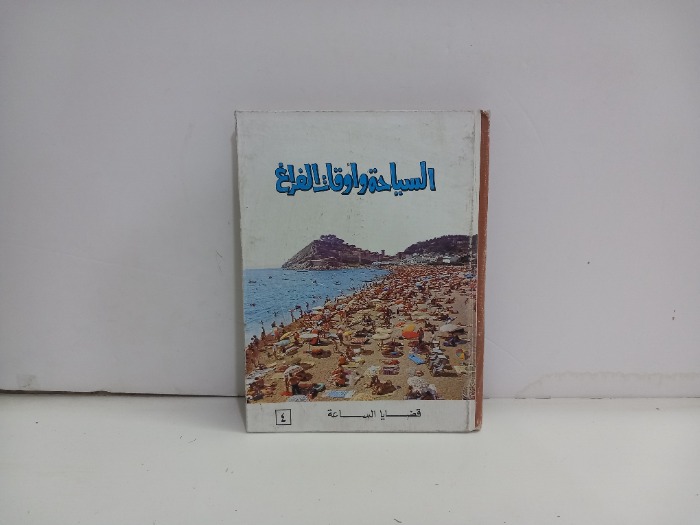 السياحة وأوقات الفراغ
قضايا الساعة
٤